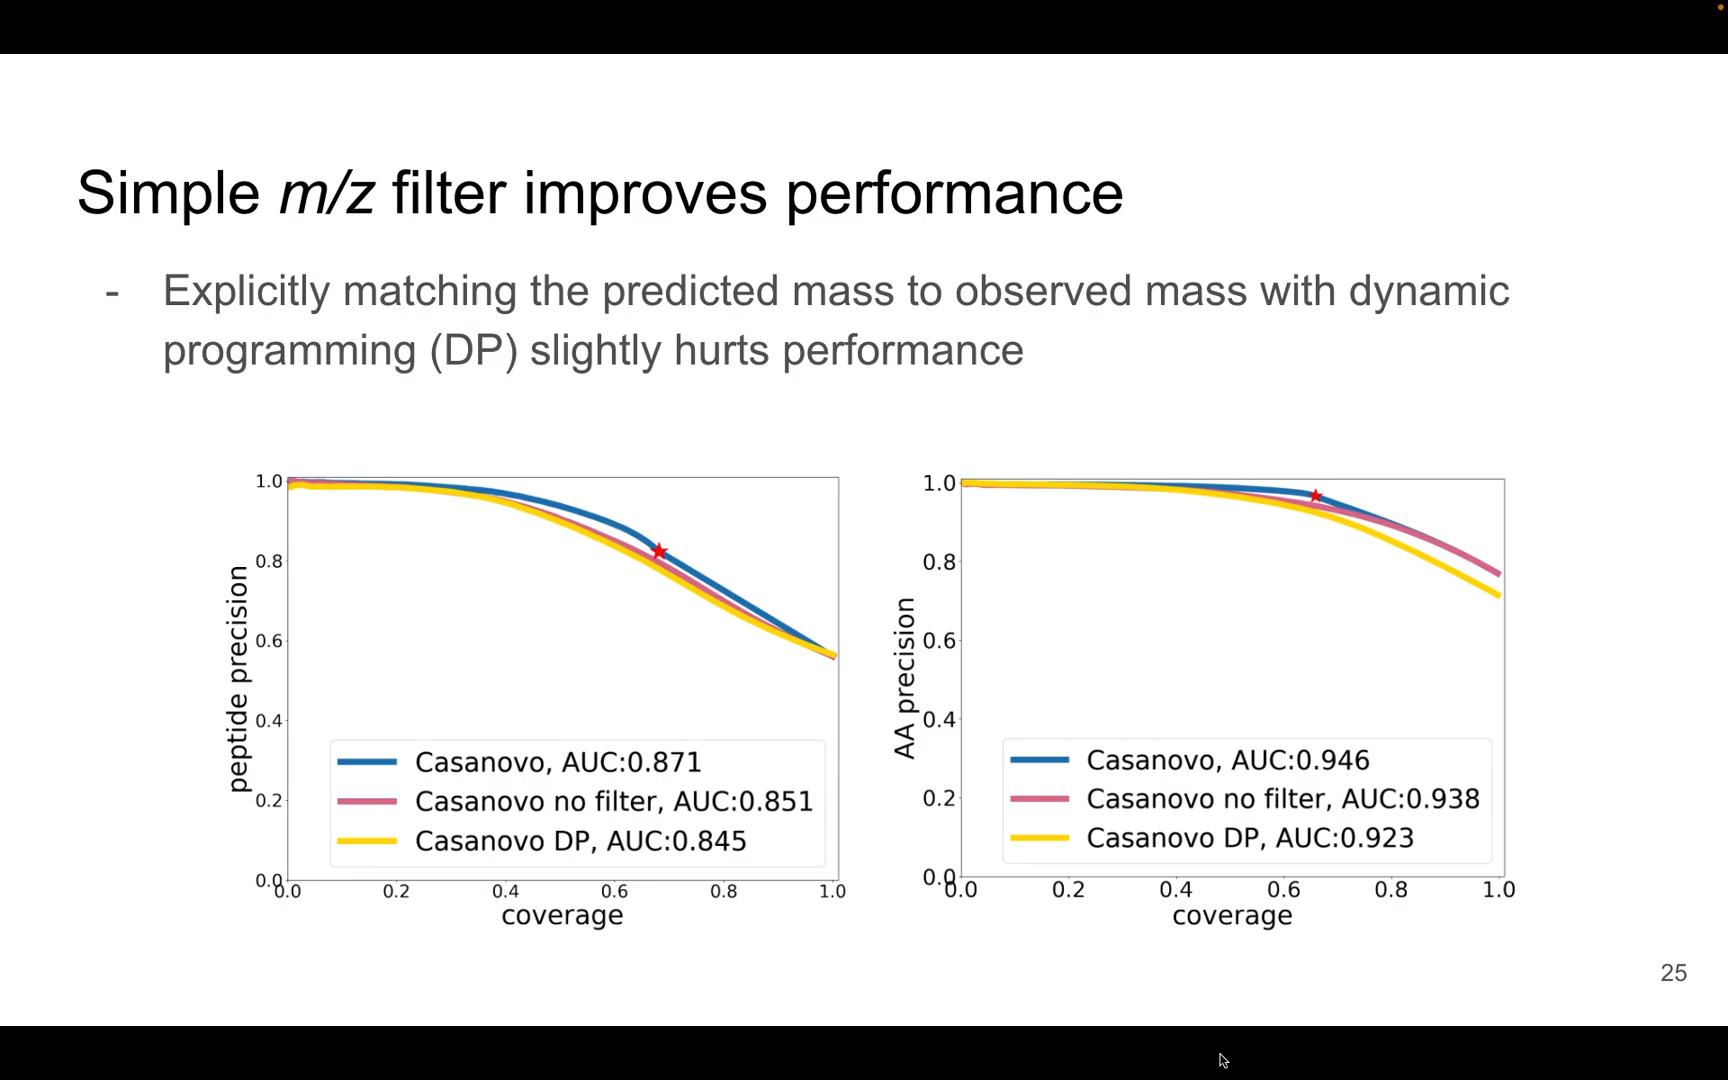 Simple m/z filter improves performance
- Explicitly matching the predicted mass to observed mass with dynamic
programming (DP) slightly hurts performance
peptide precision
1.0
0.8
0.6
0.4
0.2
0.0
Casanovo, AUC:0.871
Casanovo no filter, AUC:0.851
Casanovo DP, AUC:0.845
0.0 0.2 0.4 0.6 0.8 1.0
coverage
AA precision
1.0
0.8
0.6
0.4
0.2
0.0
Casanovo, AUC:0.946
Casanovo no filter, AUC:0.938
Casanovo DP, AUC:0.923
0.0 0.2 0.4 0.6 0.8 1.0
coverage
25